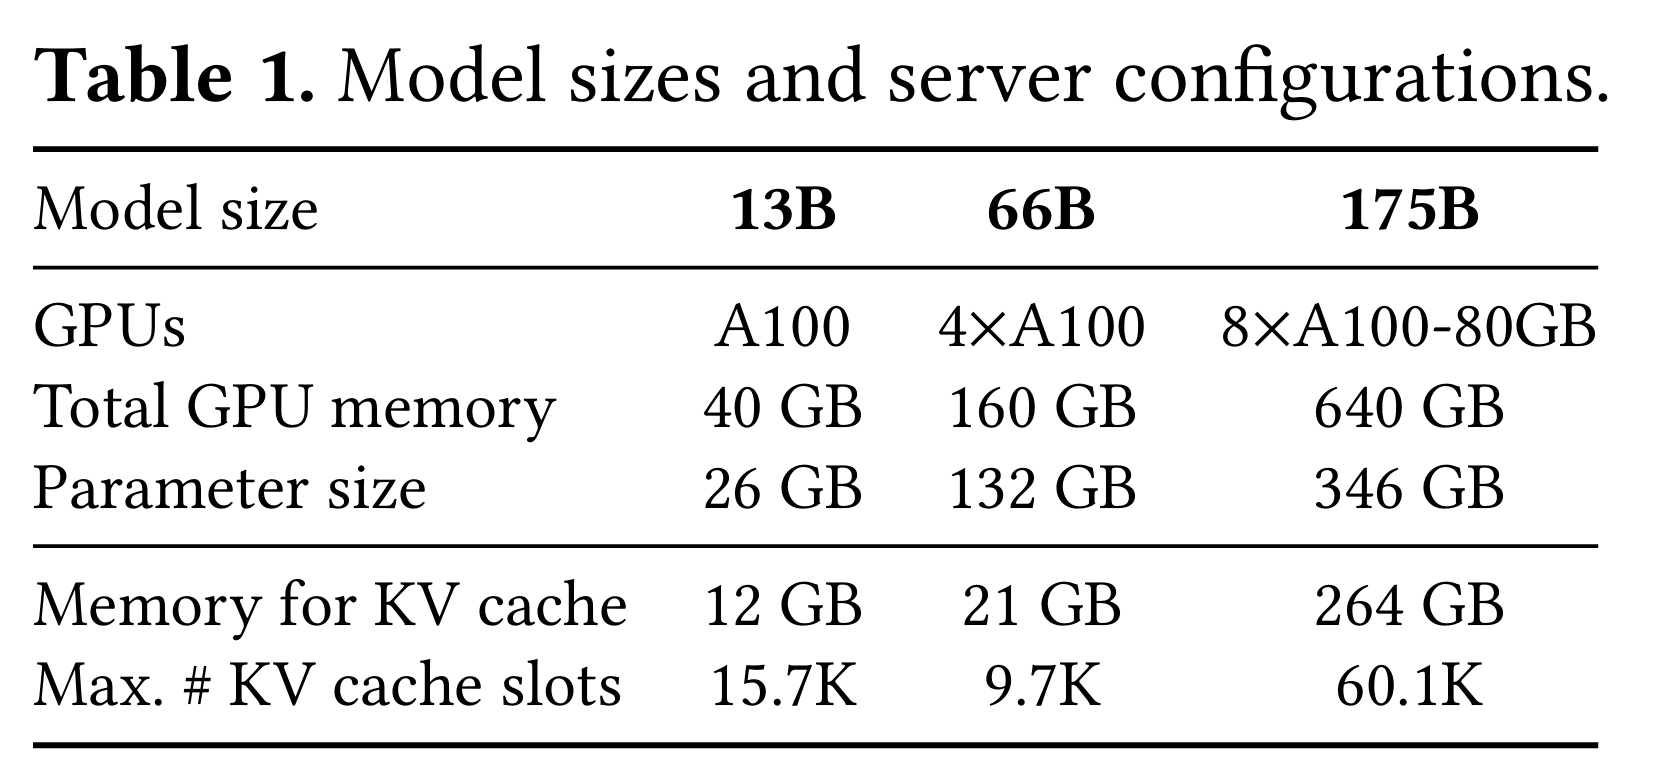 Table 1. Model sizes and server configurations.
Model size 13B 66B 175B
GPUs A100 4×A100 8×A100-80GB
Total GPU memory 40 GB 160 GB 640 GB
Parameter size 26 GB 132 GB 346 GB
Memory for KV cache 12 GB 21 GB 264 GB
Max. # KV cache slots 15.7K 9.7K 60.1K